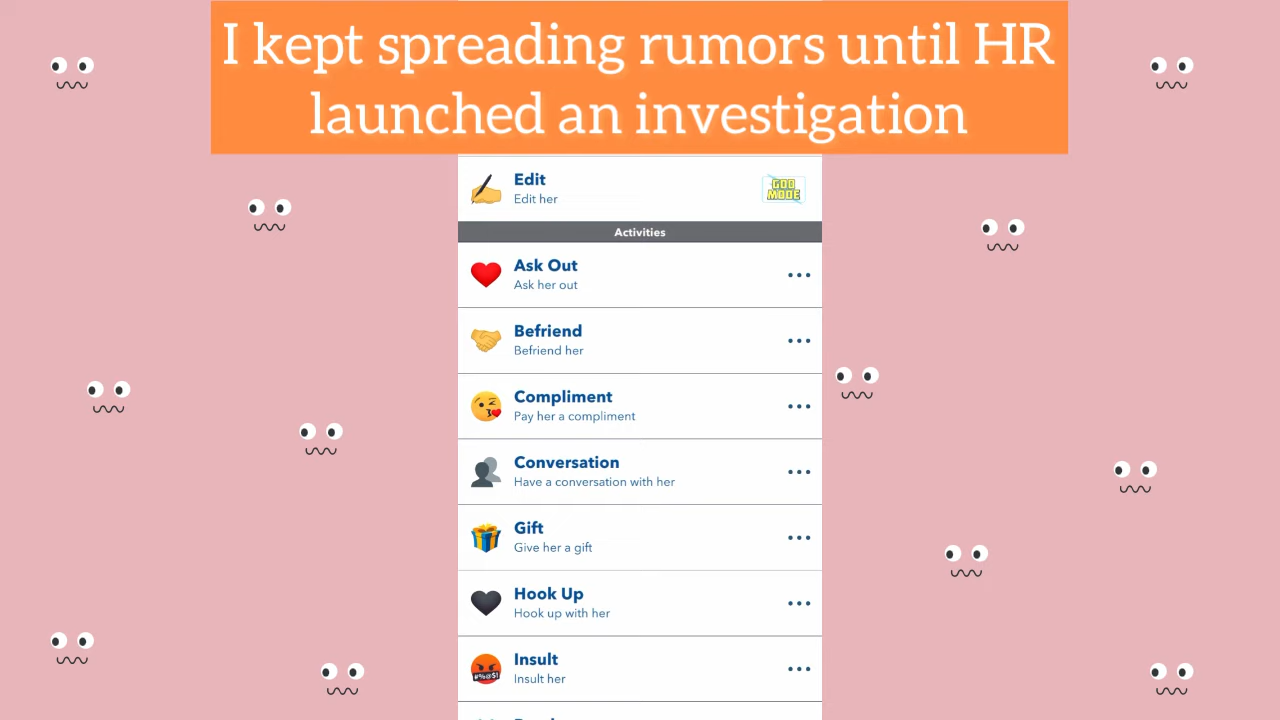 I kept spreading rumors until HR
launched an investigation
Edit
Edit her
GOD
MODE
Activities
Ask Out
Ask her out
Befriend
Befriend her
Compliment
Pay her a compliment
Conversation
Have a conversation with her
Gift
Give her a gift
Hook Up
Hook up with her
#%@$!
Insult
Insult her